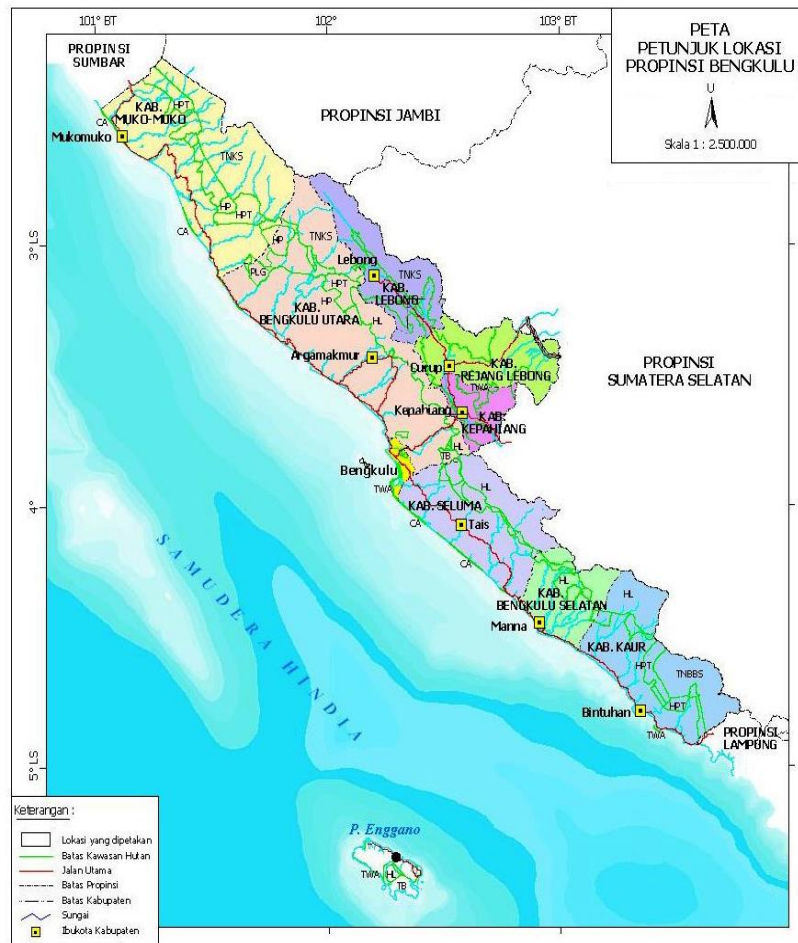 101° BT
102°
103° BT
PETA
PETUNJUK LOKASI
PROPINSI BENGKULU
U
Skala 1 : 2.500.000
PROPINSI
SUMBAR
PROPINSI JAMBI
KAB.
MUKO-MUKO
HPT
CA
Mukomuko
TNKS
HP
HPT
CA
HP
TNKS
3° LS
PLG
Lebong
TNKS
HPT
HP
KAB.
LEBONG
KAB.
BENGKULU UTARA
HL
Argamakmur
Curup
KAB.
REJANG LEBONG
TWA
PROPINSI
SUMATERA SELATAN
Kepahiang
KAB.
KEPAHIANG
HL
TB
Bengkulu
TWA
HL
KAB. SELUMA
4°
CA
Tais
CA
HL
KAB.
BENGKULU SELATAN
HL
Manna
KAB. KAUR
HPT
TNBBS
HPT
Bintuhan
TWA
PROPINSI
LAMPUNG
SAMUDERA HINDIA
5° LS
P. Enggano
TWA
HL
TB
Keterangan :
Lokasi yang dipetakan
Batas Kawasan Hutan
Jalan Utama
Batas Propinsi
Batas Kabupaten
Sungai
Ibukota Kabupaten